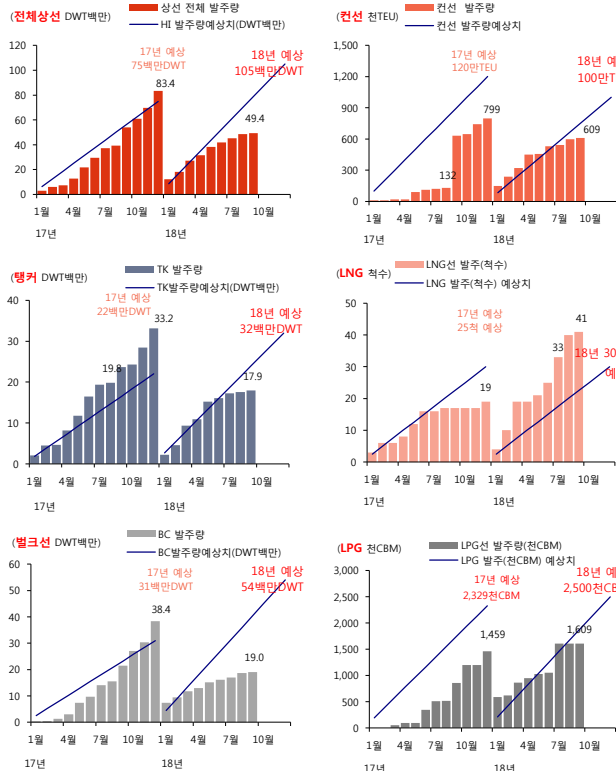 (전체상선 DWT백만)
상선 전체 발주량
HI 발주량예상치(DWT백만)
17년 예상
75백만DWT
18년 예상
105백만DWT
120
100
80
60
40
20
0
83.4
49.4
1월 4월 7월 10월 1월 4월 7월 10월
17년 18년
(컨선 천TEU)
컨선 발주량
컨선 발주량예상치
17년 예상
120만TEU
18년 예
100만T
1,500
1,200
900
600
300
0
132
799
609
1월 4월 7월 10월 1월 4월 7월 10월
17년 18년
(탱커 DWT백만)
TK 발주량
TK발주량예상치(DWT백만)
17년 예상
22백만DWT
18년 예상
32백만DWT
40
30
20
10
0
19.8
33.2
17.9
1월 4월 7월 10월 1월 4월 7월 10월
17년 18년
(LNG 척수)
LNG선 발주(척수)
LNG 발주(척수) 예상치
17년 예상
25척 예상
18년 30
예
50
40
30
20
10
0
19
33
41
1월 4월 7월 10월 1월 4월 7월 10월
17년 18년
(벌크선 DWT백만)
BC 발주량
BC발주량예상치(DWT백만)
17년 예상
31백만DWT
18년 예상
54백만DWT
60
50
40
30
20
10
0
38.4
19.0
1월 4월 7월 10월 1월 4월 7월 10월
17년 18년
(LPG 천CBM)
LPG선 발주량(천CBM)
LPG 발주(천CBM) 예상치
17년 예상
2,329천CBM
18년 예
2,500천CB
3,000
2,500
2,000
1,500
1,000
500
0
1,459
1,609
1월 4월 7월 10월 1월 4월 7월 10월
17년 18년